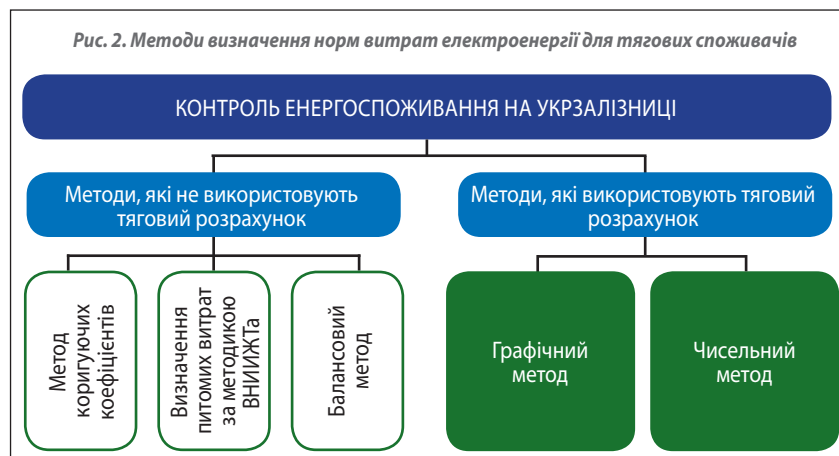 Рис. 2. Методи визначення норм витрат електроенергії для тягових споживачів
КОНТРОЛЬ ЕНЕРГОСПОЖИВАННЯ НА УКРЗАЛІЗНИЦІ
Методи, які не використовують
тяговий розрахунок
Методи, які використовують тяговий
розрахунок
Метод
коригуючих
коефіцієнтів
Визначення
питомих витрат
за методикою
ВНИИЖТа
Балансовий
метод
Графічний
метод
Чисельний
метод